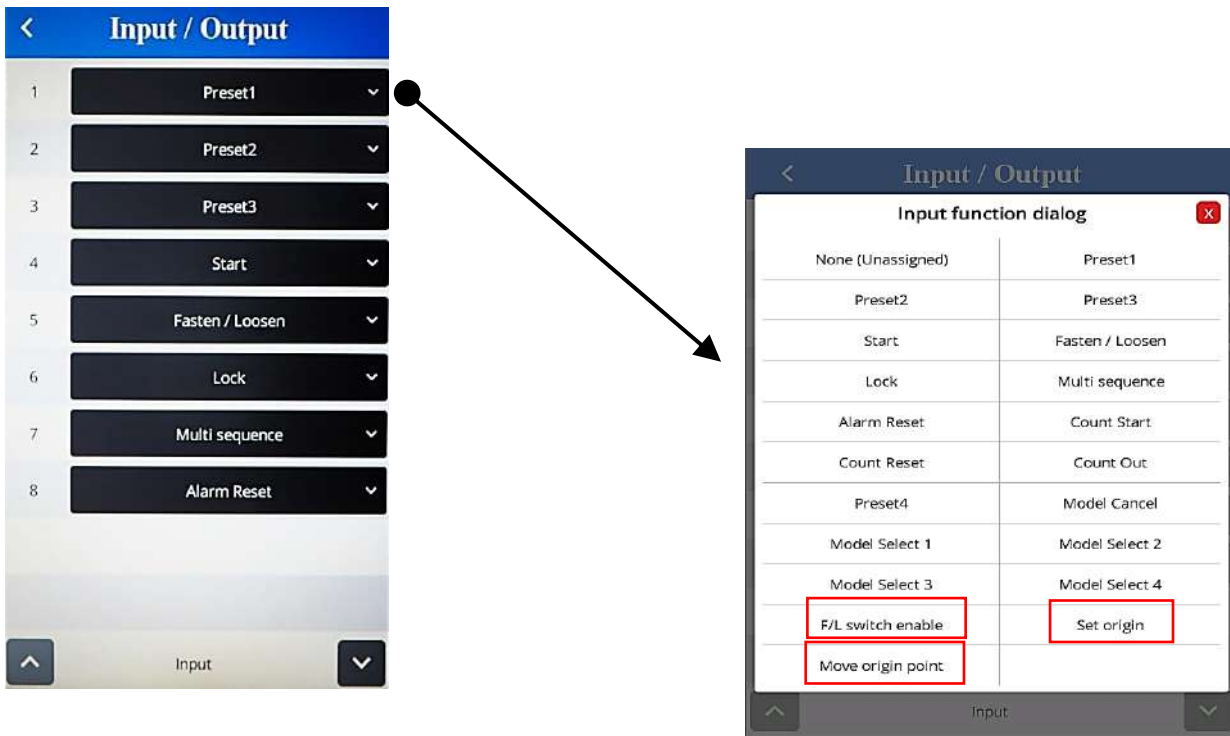 Input / Output
1 Preset1
2 Preset2
3 Preset3
4 Start
5 Fasten / Loosen
6 Lock
7 Multi sequence
8 Alarm Reset
Input
Input / Output
Input function dialog X
None (Unassigned) Preset1
Preset2 Preset3
Start Fasten / Loosen
Lock Multi sequence
Alarm Reset Count Start
Count Reset Count Out
Preset4 Model Cancel
Model Select 1 Model Select 2
Model Select 3 Model Select 4
F/L switch enable Set origin
Move origin point
Input